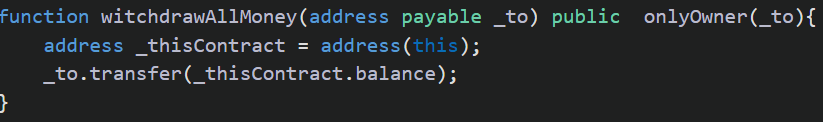 function witchdrawAllMoney(address payable _to) public  onlyOwner(_to){
    address _thisContract = address(this);
    _to.transfer(_thisContract.balance);
}